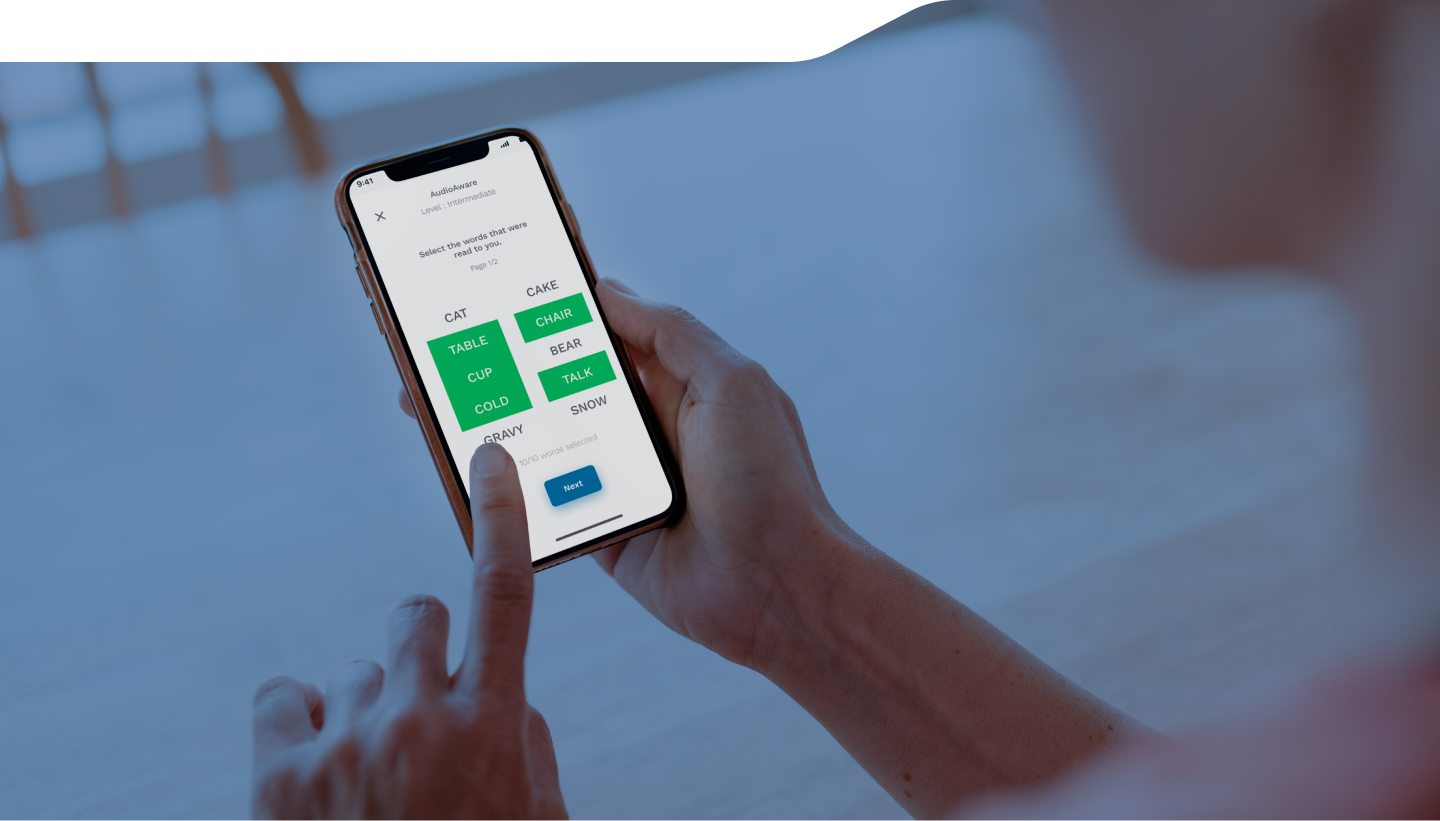 9:41
AudioAware
Level : Intermediate
Select the words that were
read to you.
Page 1/2
CAT
TABLE
CUP
COLD
GRAVY
CAKE
CHAIR
BEAR
TALK
SNOW
10/10 words selected
Next